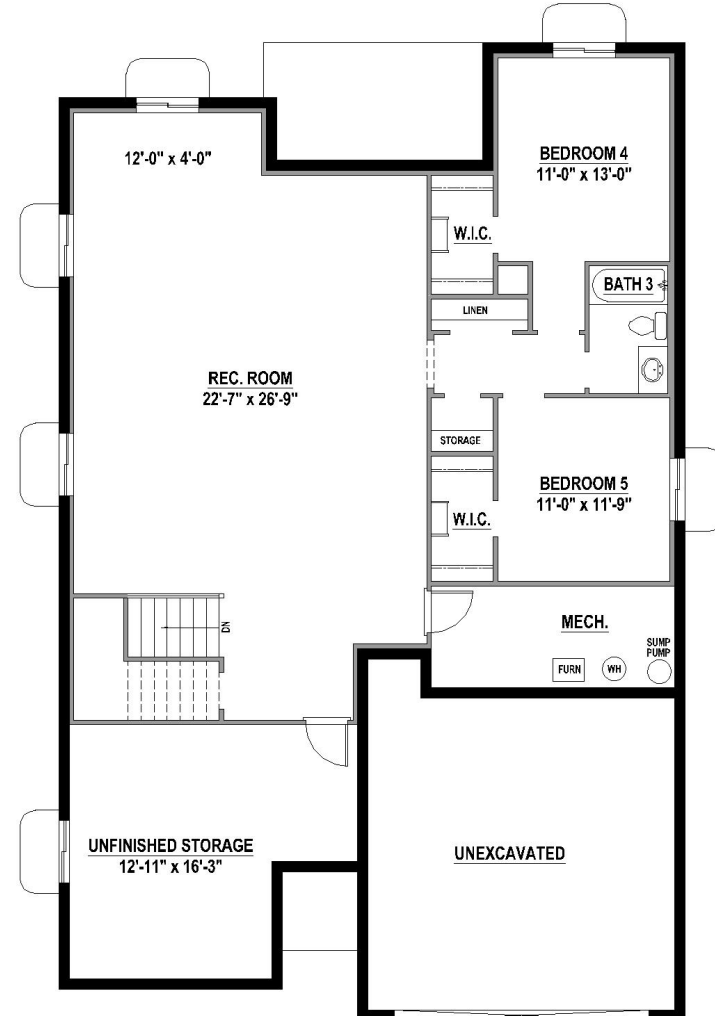 12'-0" x 4'-0"
BEDROOM 4
11'-0" x 13'-0"
W.I.C.
BATH 3
LINEN
REC. ROOM
22'-7" x 26'-9"
STORAGE
BEDROOM 5
11'-0" x 11'-9"
W.I.C.
DN
MECH.
SUMP
PUMP
FURN
WH
UNFINISHED STORAGE
12'-11" x 16'-3"
UNEXCAVATED